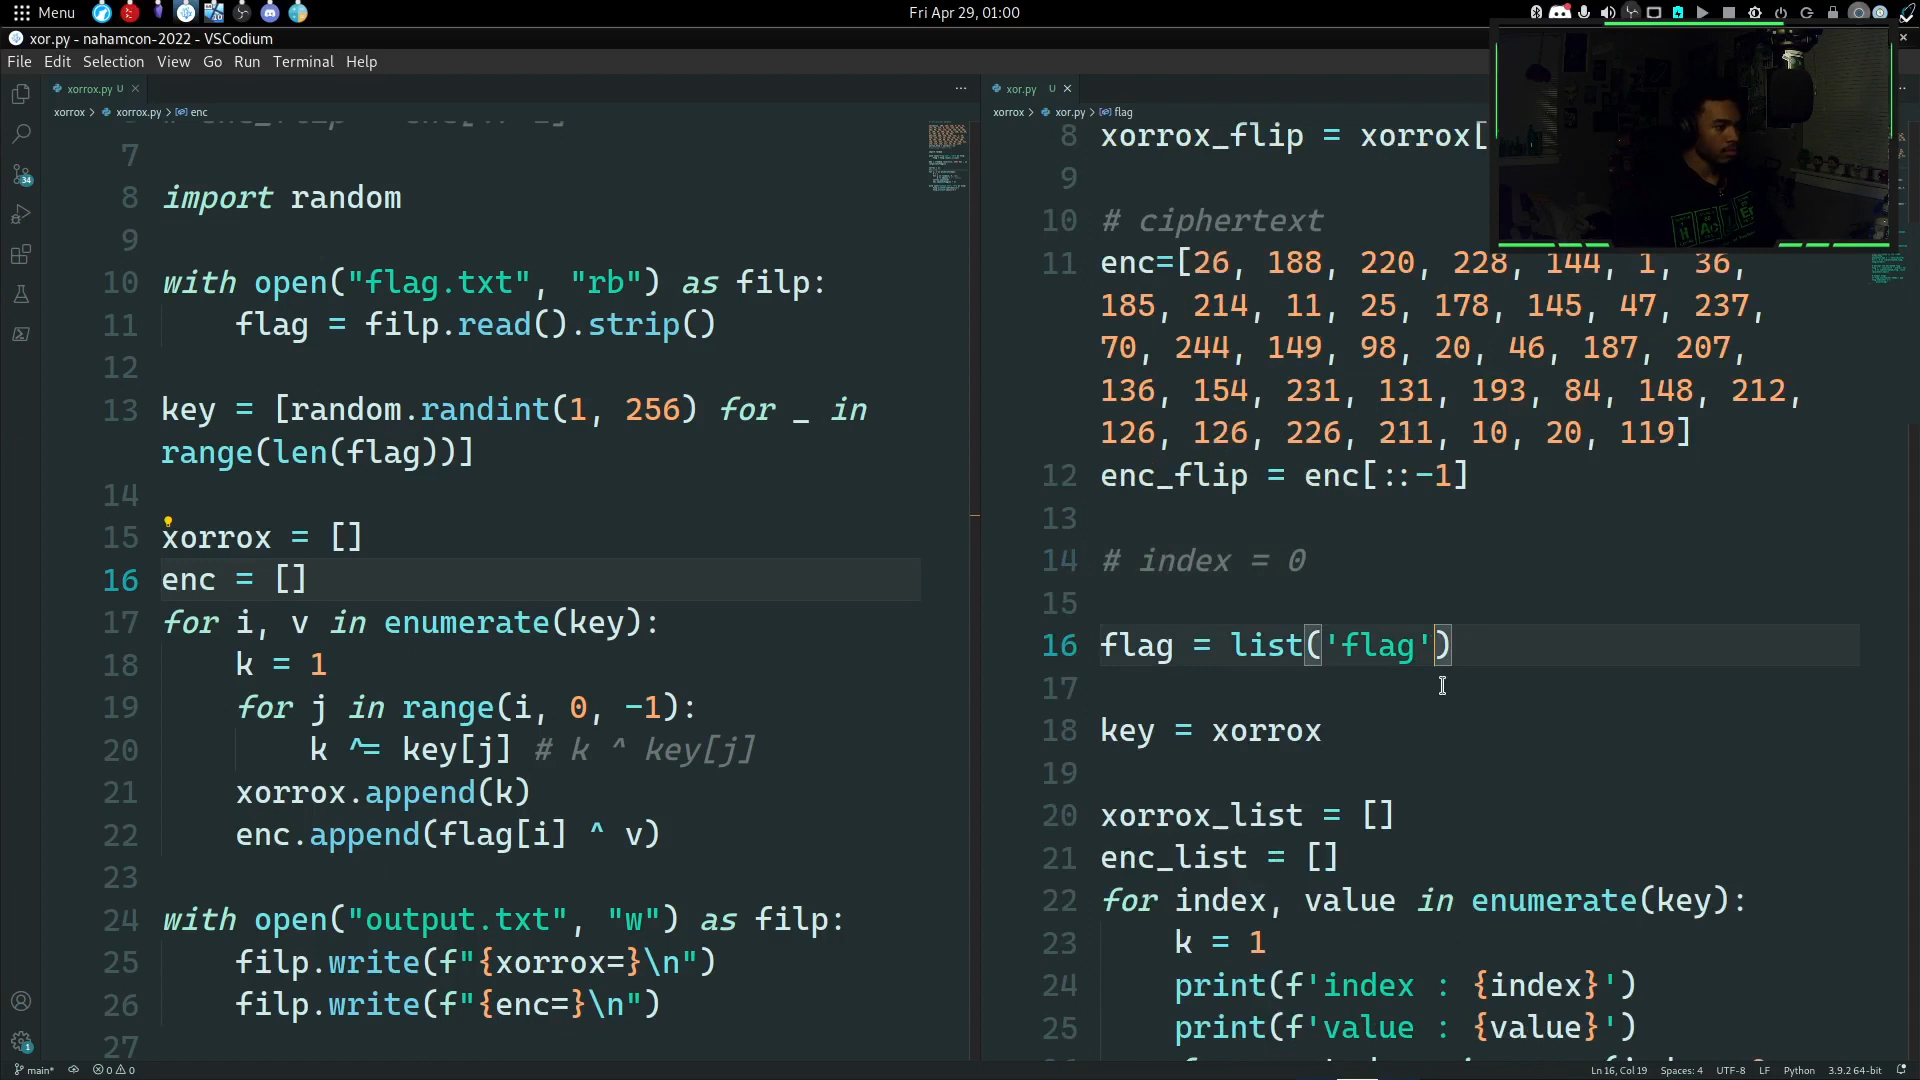 Menu
Fri Apr 29, 01:00
xor.py - nahamcon-2022 - VSCodium
File Edit Selection View Go Run Terminal Help
xorrox.py U
xorrox > xorrox.py > enc
7
8 import random
9
10 with open("flag.txt", "rb") as filp:
11 flag = filp.read().strip()
12
13 key = [random.randint(1, 256) for _ in
range(len(flag))]
14
15 xorrox = []
16 enc = []
17 for i, v in enumerate(key):
18 k = 1
19 for j in range(i, 0, -1):
20 k ^= key[j] # k ^ key[j]
21 xorrox.append(k)
22 enc.append(flag[i] ^ v)
23
24 with open("output.txt", "w") as filp:
25 filp.write(f"{xorrox=}\n")
26 filp.write(f"{enc=}\n")
27
xor.py U
xorrox > xor.py > flag
8 xorrox_flip = xorrox[
9
10 # ciphertext
11 enc=[26, 188, 220, 228, 144, 1, 36,
185, 214, 11, 25, 178, 145, 47, 237,
70, 244, 149, 98, 20, 46, 187, 207,
136, 154, 231, 131, 193, 84, 148, 212,
126, 126, 226, 211, 10, 20, 119]
12 enc_flip = enc[::-1]
13
14 # index = 0
15
16 flag = list('flag')
17
18 key = xorrox
19
20 xorrox_list = []
21 enc_list = []
22 for index, value in enumerate(key):
23 k = 1
24 print(f'index : {index}')
25 print(f'value : {value}')
34
1
main* 0 0
Ln 16, Col 19 Spaces: 4 UTF-8 LF Python 3.9.2 64-bit